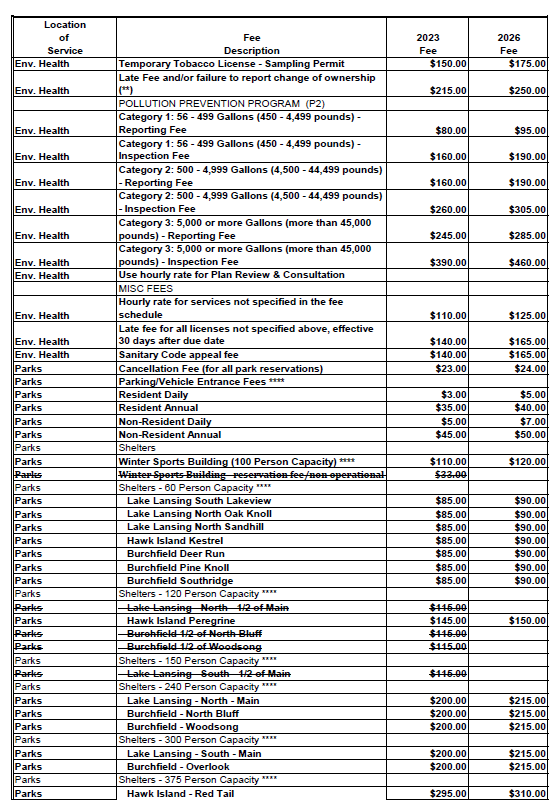 Location
of
Service
Fee
Description
2023
Fee
2026
Fee
Env. Health Temporary Tobacco License - Sampling Permit $150.00 $175.00
Late Fee and/or failure to report change of ownership
Env. Health (**) $215.00 $250.00
POLLUTION PREVENTION PROGRAM (P2)
Category 1: 56 - 499 Gallons (450 - 4,499 pounds) -
Env. Health Reporting Fee $80.00 $95.00
Category 1: 56 - 499 Gallons (450 - 4,499 pounds) -
Env. Health Inspection Fee $160.00 $190.00
Category 2: 500 - 4,999 Gallons (4,500 - 44,499 pounds)
Env. Health - Reporting Fee $160.00 $190.00
Category 2: 500 - 4,999 Gallons (4,500 - 44,499 pounds)
Env. Health - Inspection Fee $260.00 $305.00
Category 3: 5,000 or more Gallons (more than 45,000
Env. Health pounds) - Reporting Fee $245.00 $285.00
Category 3: 5,000 or more Gallons (more than 45,000
Env. Health pounds) - Inspection Fee $390.00 $460.00
Env. Health Use hourly rate for Plan Review & Consultation
MISC FEES
Hourly rate for services not specified in the fee
Env. Health schedule $110.00 $125.00
Late fee for all licenses not specified above, effective
Env. Health 30 days after due date $140.00 $165.00
Env. Health Sanitary Code appeal fee $140.00 $165.00
Parks Cancellation Fee (for all park reservations) $23.00 $24.00
Parks Parking/Vehicle Entrance Fees ****
Parks Resident Daily $3.00 $5.00
Parks Resident Annual $35.00 $40.00
Parks Non-Resident Daily $5.00 $7.00
Parks Non-Resident Annual $45.00 $50.00
Parks Shelters
Parks Winter Sports Building (100 Person Capacity) **** $110.00 $120.00
Parks Winter Sports Building - reservation fee/non operational $33.00
Parks Shelters - 60 Person Capacity ****
Parks Lake Lansing South Lakeview $85.00 $90.00
Parks Lake Lansing North Oak Knoll $85.00 $90.00
Parks Lake Lansing North Sandhill $85.00 $90.00
Parks Hawk Island Kestrel $85.00 $90.00
Parks Burchfield Deer Run $85.00 $90.00
Parks Burchfield Pine Knoll $85.00 $90.00
Parks Burchfield Southridge $85.00 $90.00
Parks Shelters - 120 Person Capacity ****
Parks Lake Lansing - North - 1/2 of Main $115.00
Parks Hawk Island Peregrine $145.00 $150.00
Parks Burchfield 1/2 of North Bluff $115.00
Parks Burchfield 1/2 of Woodsong $115.00
Parks Shelters - 150 Person Capacity ****
Parks Lake Lansing - South - 1/2 of Main $115.00
Parks Shelters - 240 Person Capacity ****
Parks Lake Lansing - North - Main $200.00 $215.00
Parks Burchfield - North Bluff $200.00 $215.00
Parks Burchfield - Woodsong $200.00 $215.00
Parks Shelters - 300 Person Capacity ****
Parks Lake Lansing - South - Main $200.00 $215.00
Parks Burchfield - Overlook $200.00 $215.00
Parks Shelters - 375 Person Capacity ****
Parks Hawk Island - Red Tail $295.00 $310.00